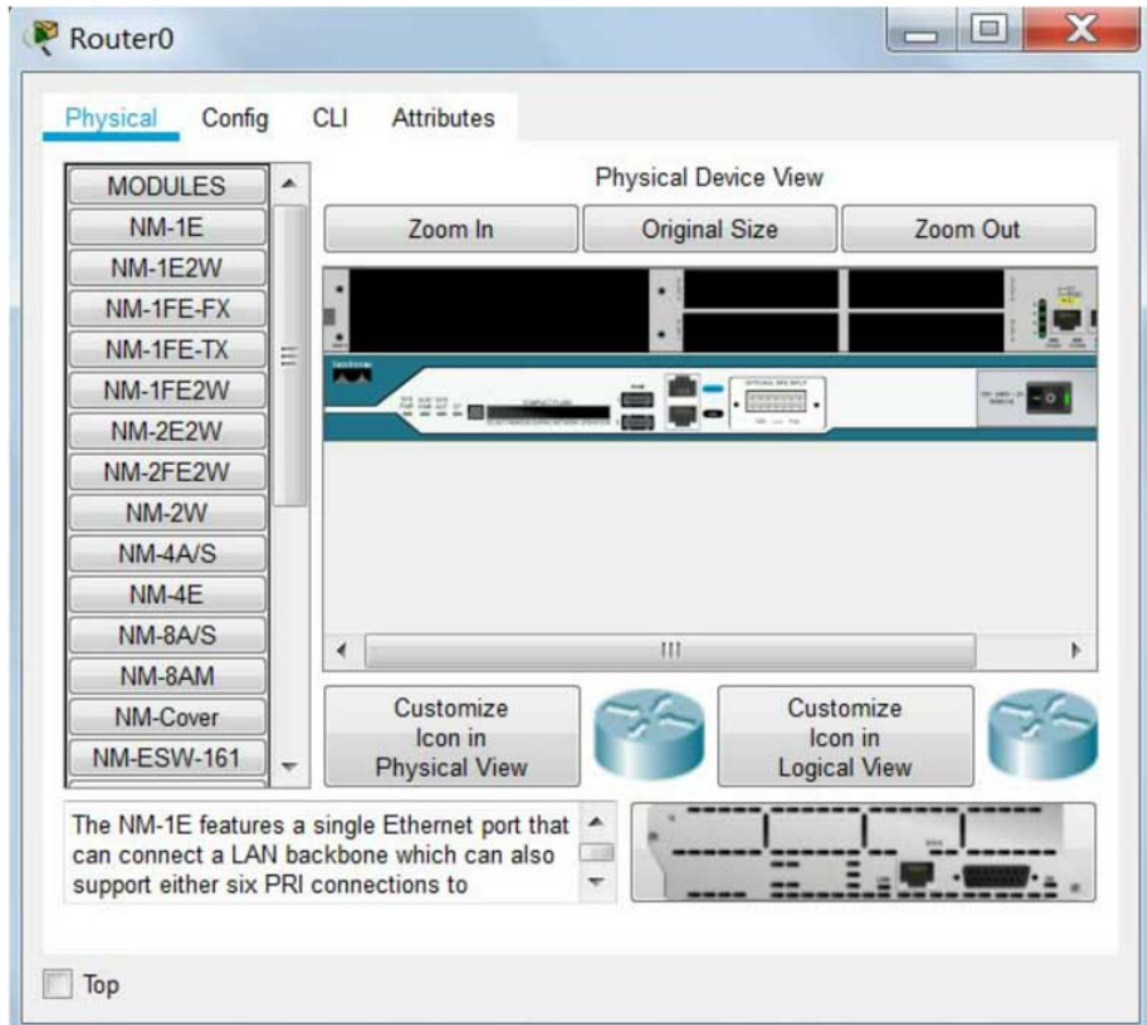 Router0
Physical Config CLI Attributes
MODULES
NM-1E
NM-1E2W
NM-1FE-FX
NM-1FE-TX
NM-1FE2W
NM-2E2W
NM-2FE2W
NM-2W
NM-4A/S
NM-4E
NM-8A/S
NM-8AM
NM-Cover
NM-ESW-161
Physical Device View
Zoom In Original Size Zoom Out
Customize
Icon in
Physical View
Customize
Icon in
Logical View
The NM-1E features a single Ethernet port that
can connect a LAN backbone which can also
support either six PRI connections to
Top